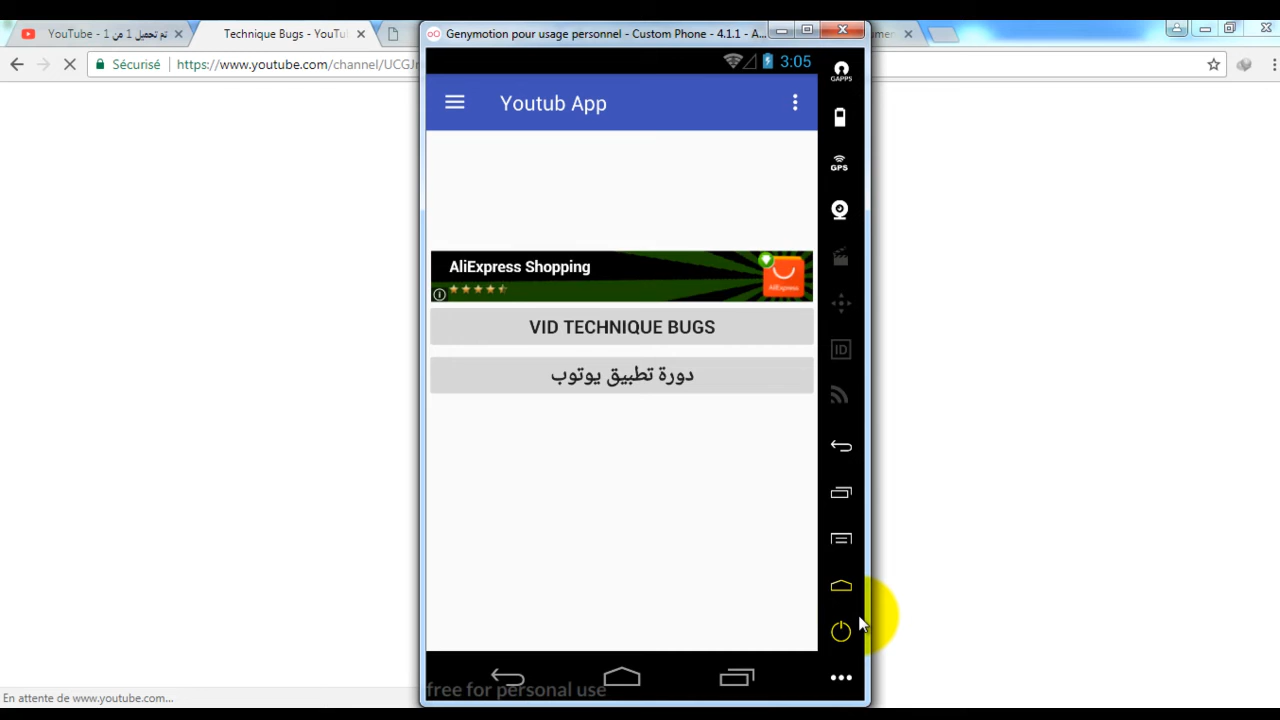 تم تحميل 1 من 1 - YouTube
Technique Bugs - YouTu
Genymotion pour usage personnel - Custom Phone - 4.1.1 - A...
Sécurisé
https://www.youtube.com/channel/UCGJ
3:05
GAPPS
Youtub App
GPS
AliExpress Shopping
AliExpress
VID TECHNIQUE BUGS
ID
دورة تطبيق يوتوب
free for personal use
En attente de www.youtube.com...